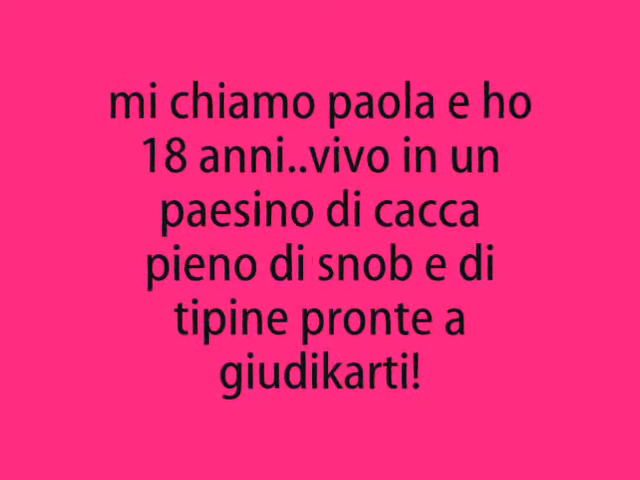 mi chiamo paola e ho
18 anni..vivo in un
paesino di cacca
pieno di snob e di
tipine pronte a
giudikarti!